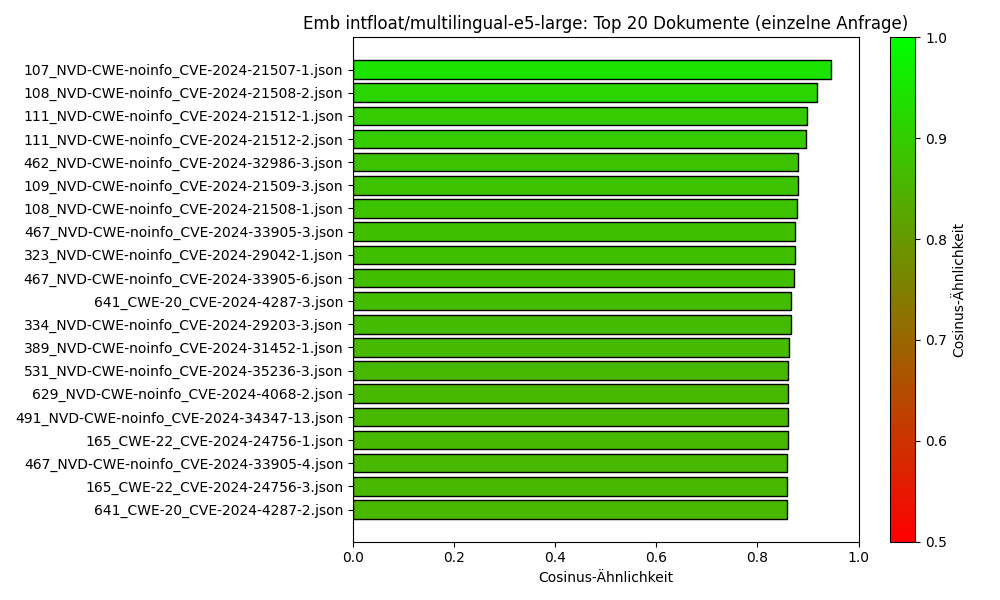 Emb intfloat/multilingual-e5-large: Top 20 Dokumente (einzelne Anfrage)
107_NVD-CWE-noinfo_CVE-2024-21507-1.json
108_NVD-CWE-noinfo_CVE-2024-21508-2.json
111_NVD-CWE-noinfo_CVE-2024-21512-1.json
111_NVD-CWE-noinfo_CVE-2024-21512-2.json
462_NVD-CWE-noinfo_CVE-2024-32986-3.json
109_NVD-CWE-noinfo_CVE-2024-21509-3.json
108_NVD-CWE-noinfo_CVE-2024-21508-1.json
467_NVD-CWE-noinfo_CVE-2024-33905-3.json
323_NVD-CWE-noinfo_CVE-2024-29042-1.json
467_NVD-CWE-noinfo_CVE-2024-33905-6.json
641_CWE-20_CVE-2024-4287-3.json
334_NVD-CWE-noinfo_CVE-2024-29203-3.json
389_NVD-CWE-noinfo_CVE-2024-31452-1.json
531_NVD-CWE-noinfo_CVE-2024-35236-3.json
629_NVD-CWE-noinfo_CVE-2024-4068-2.json
491_NVD-CWE-noinfo_CVE-2024-34347-13.json
165_CWE-22_CVE-2024-24756-1.json
467_NVD-CWE-noinfo_CVE-2024-33905-4.json
165_CWE-22_CVE-2024-24756-3.json
641_CWE-20_CVE-2024-4287-2.json
0.0 0.2 0.4 0.6 0.8 1.0
Cosinus-Ähnlichkeit
1.0
0.9
0.8
0.7
0.6
0.5
Cosinus-Ähnlichkeit